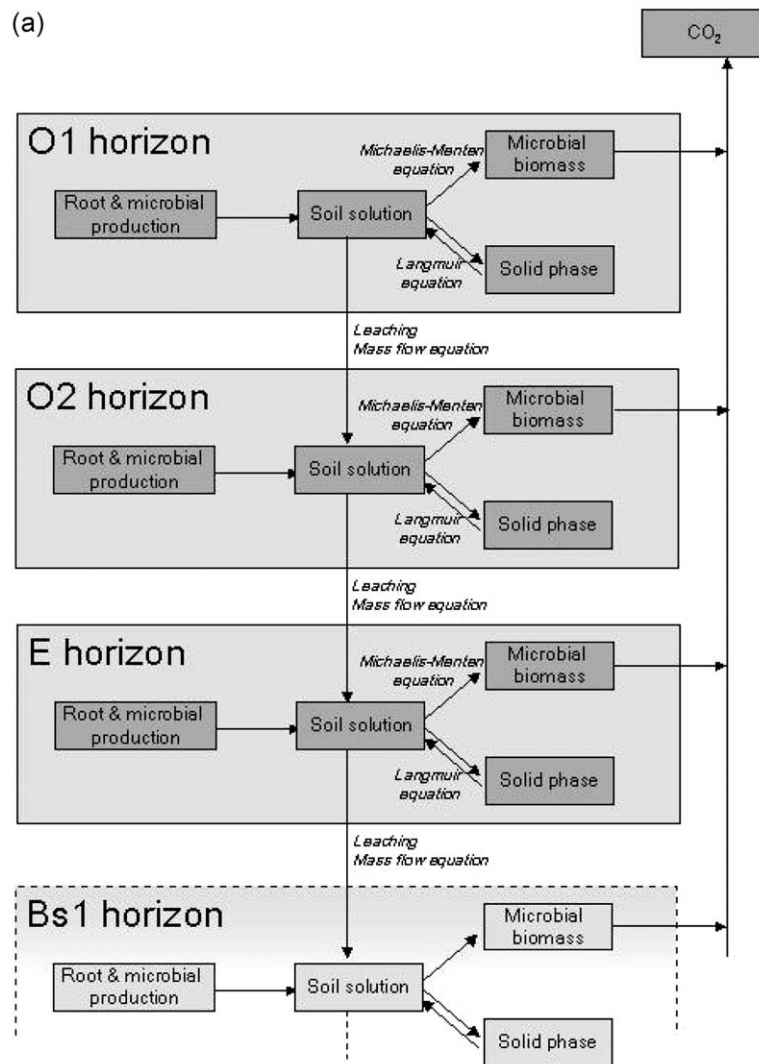 (a)
CO₂
O1 horizon
Michaelis-Menten
equation
Microbial
biomass
Root & microbial
production
Soil solution
Langmuir
equation
Solid phase
Leaching
Mass flow equation
O2 horizon
Michaelis-Menten
equation
Microbial
biomass
Root & microbial
production
Soil solution
Langmuir
equation
Solid phase
Leaching
Mass flow equation
E horizon
Michaelis-Menten
equation
Microbial
biomass
Root & microbial
production
Soil solution
Langmuir
equation
Solid phase
Leaching
Mass flow equation
Bs1 horizon
Microbial
biomass
Root & microbial
production
Soil solution
Solid phase